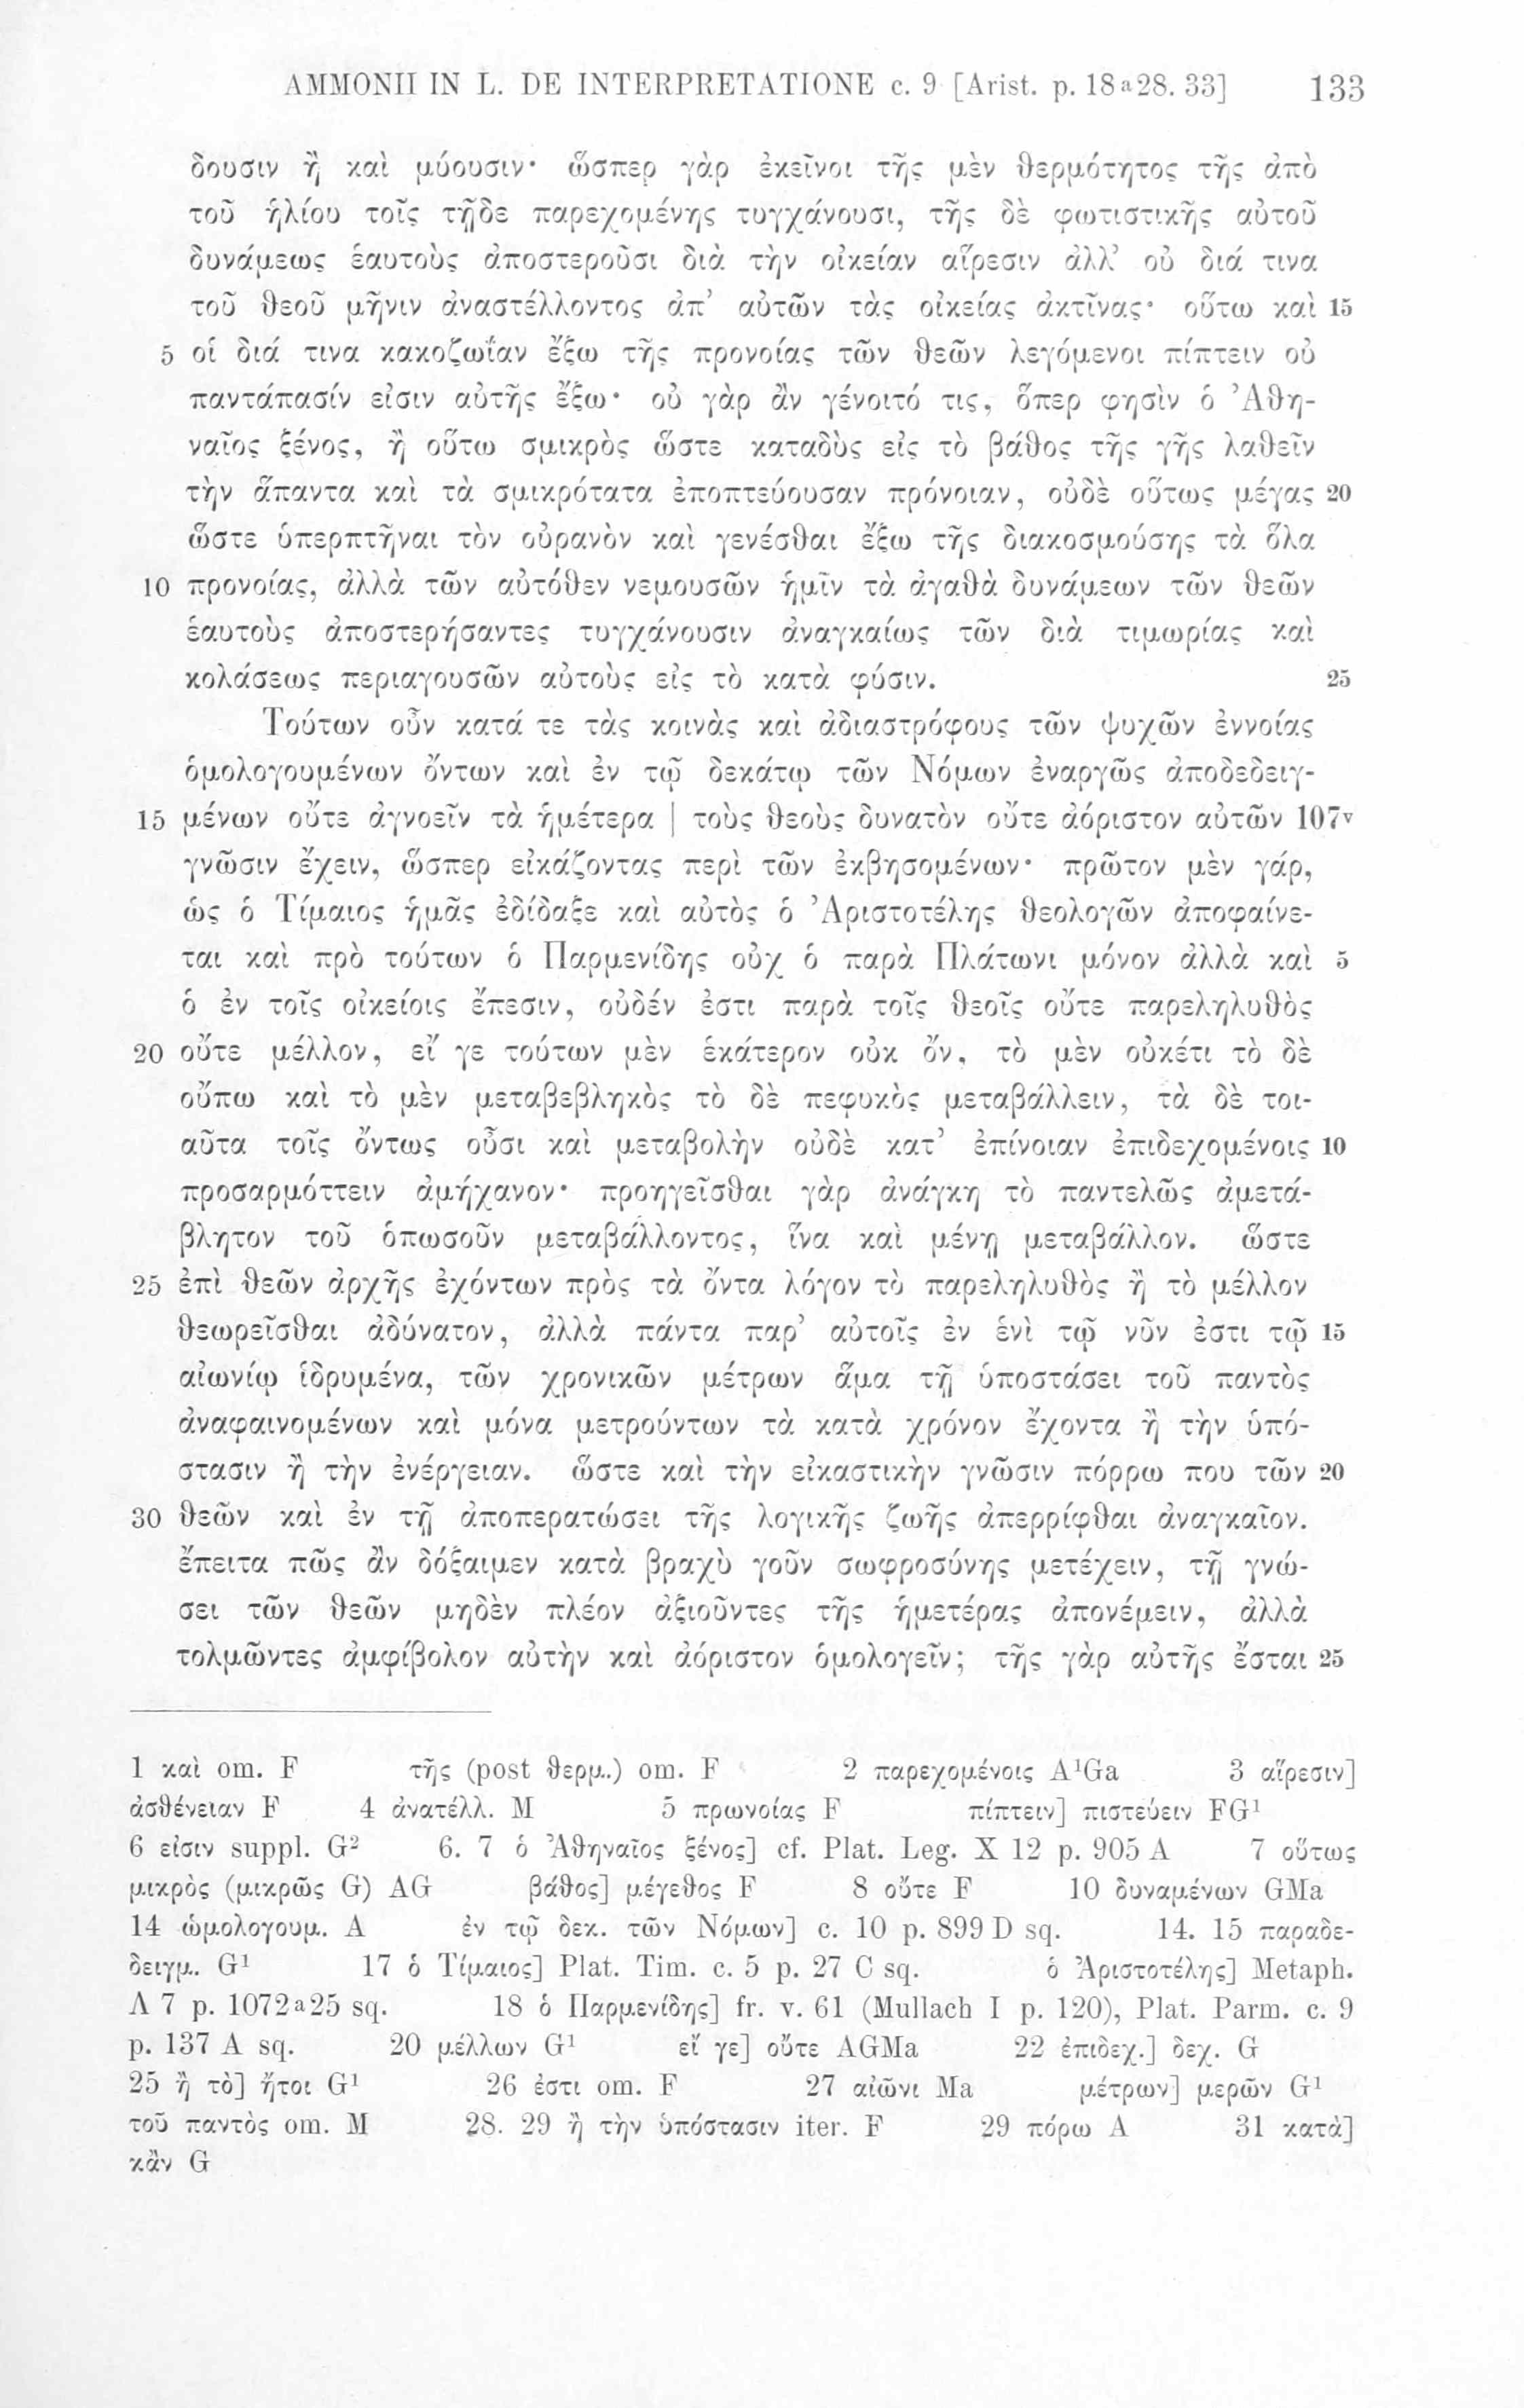 AMMONII IN L. DE INTERPRETATIONE c. 9 [Arist. p. 18a28. 33] 133
δουσιν ἢ καὶ μύουσιν· ὥσπερ γὰρ ἐκεῖνοι τῆς μὲν θερμότητος τῆς ἀπὸ
τοῦ ἡλίου τοῖς τῇδε παρεχομένης τυγχάνουσι, τῆς δὲ φωτιστικῆς αὐτοῦ
δυνάμεως ἑαυτοὺς ἀποστεροῦσι διὰ τὴν οἰκείαν αἵρεσιν ἀλλ’ οὐ διά τινα
τοῦ θεοῦ μῆνιν ἀναστέλλοντος ἀπ’ αὐτῶν τὰς οἰκείας ἀκτῖνας· οὕτω καὶ 15
5 οἱ διά τινα κακοζωΐαν ἔξω τῆς προνοίας τῶν θεῶν λεγόμενοι πίπτειν οὐ
παντάπασίν εἰσιν αὐτῆς ἔξω· οὐ γὰρ ἂν γένοιτό τις, ὅπερ φησὶν ὁ Ἀθη-
ναῖος ξένος, ἢ οὕτω σμικρὸς ὥστε καταδὺς εἰς τὸ βάθος τῆς γῆς λαθεῖν
τὴν ἅπαντα καὶ τὰ σμικρότατα ἐποπτεύουσαν πρόνοιαν, οὐδὲ οὕτως μέγας 20
ὥστε ὑπερπτῆναι τὸν οὐρανὸν καὶ γενέσθαι ἔξω τῆς διακοσμούσης τὰ ὅλα
10 προνοίας, ἀλλὰ τῶν αὐτόθεν νεμουσῶν ἡμῖν τὰ ἀγαθὰ δυνάμεων τῶν θεῶν
ἑαυτοὺς ἀποστερήσαντες τυγχάνουσιν ἀναγκαίως τῶν διὰ τιμωρίας καὶ
κολάσεως περιαγουσῶν αὐτοὺς εἰς τὸ κατὰ φύσιν. 25
Τούτων οὖν κατά τε τὰς κοινὰς καὶ ἀδιαστρόφους τῶν ψυχῶν ἐννοίας
ὁμολογουμένων ὄντων καὶ ἐν τῷ δεκάτῳ τῶν Νόμων ἐναργῶς ἀποδεδειγ-
15 μένων οὔτε ἀγνοεῖν τὰ ἡμέτερα | τοὺς θεοὺς δυνατὸν οὔτε ἀόριστον αὐτῶν 107v
γνῶσιν ἔχειν, ὥσπερ εἰκάζοντας περὶ τῶν ἐκβησομένων· πρῶτον μὲν γάρ,
ὡς ὁ Τίμαιος ἡμᾶς ἐδίδαξε καὶ αὐτὸς ὁ Ἀριστοτέλης θεολογῶν ἀποφαίνε-
ται καὶ πρὸ τούτων ὁ Παρμενίδης οὐχ ὁ παρὰ Πλάτωνι μόνον ἀλλὰ καὶ 5
ὁ ἐν τοῖς οἰκείοις ἔπεσιν, οὐδέν ἐστι παρὰ τοῖς θεοῖς οὔτε παρεληλυθὸς
20 οὔτε μέλλον, εἴ γε τούτων μὲν ἑκάτερον οὐκ ὄν, τὸ μὲν οὐκέτι τὸ δὲ
οὔπω καὶ τὸ μὲν μεταβεβληκὸς τὸ δὲ πεφυκὸς μεταβάλλειν, τὰ δὲ τοι-
αῦτα τοῖς ὄντως οὖσι καὶ μεταβολὴν οὐδὲ κατ’ ἐπίνοιαν ἐπιδεχομένοις 10
προσαρμόττειν ἀμήχανον· προηγεῖσθαι γὰρ ἀνάγκη τὸ παντελῶς ἀμετά-
βλητον τοῦ ὁπωσοῦν μεταβάλλοντος, ἵνα καὶ μένῃ μεταβάλλον. ὥστε
25 ἐπὶ θεῶν ἀρχῆς ἐχόντων πρὸς τὰ ὄντα λόγον τὸ παρεληλυθὸς ἢ τὸ μέλλον
θεωρεῖσθαι ἀδύνατον, ἀλλὰ πάντα παρ’ αὐτοῖς ἐν ἑνὶ τῷ νῦν ἐστι τῷ 15
αἰωνίῳ ἱδρυμένα, τῶν χρονικῶν μέτρων ἅμα τῇ ὑποστάσει τοῦ παντὸς
ἀναφαινομένων καὶ μόνα μετρούντων τὰ κατὰ χρόνον ἔχοντα ἢ τὴν ὑπό-
στασιν ἢ τὴν ἐνέργειαν. ὥστε καὶ τὴν εἰκαστικὴν γνῶσιν πόρρω που τῶν 20
30 θεῶν καὶ ἐν τῇ ἀποπερατώσει τῆς λογικῆς ζωῆς ἀπερρίφθαι ἀναγκαῖον.
ἔπειτα πῶς ἂν δόξαιμεν κατὰ βραχὺ γοῦν σωφροσύνης μετέχειν, τῇ γνώ-
σει τῶν θεῶν μηδὲν πλέον ἀξιοῦντες τῆς ἡμετέρας ἀπονέμειν, ἀλλὰ
τολμῶντες ἀμφίβολον αὐτὴν καὶ ἀόριστον ὁμολογεῖν; τῆς γὰρ αὐτῆς ἔσται 25
1 καὶ om. F τῆς (post θερμ.) om. F 2 παρεχομένοις A¹Ga 3 αἵρεσιν]
ἀσθένειαν F 4 ἀνατέλλ. M 5 πρωνοίας F πίπτειν] πιστεύειν FG¹
6 εἰσιν suppl. G² 6. 7 ὁ Ἀθηναῖος ξένος] cf. Plat. Leg. X 12 p. 905 A 7 οὕτως
μικρὸς (μικρῶς G) AG βάθος] μέγεθος F 8 οὔτε F 10 δυναμένων GMa
14 ὡμολογουμ. A ἐν τῷ δεκ. τῶν Νόμων] c. 10 p. 899 D sq. 14. 15 παραδε-
δειγμ. G¹ 17 ὁ Τίμαιος] Plat. Tim. c. 5 p. 27 C sq. ὁ Ἀριστοτέλης] Metaph.
Λ 7 p. 1072a25 sq. 18 ὁ Παρμενίδης] fr. v. 61 (Mullach I p. 120), Plat. Parm. c. 9
p. 137 A sq. 20 μέλλων G¹ εἴ γε] οὔτε AGMa 22 ἐπιδεχ.] δεχ. G
25 ἢ τὸ] ἤτοι G¹ 26 ἐστι om. F 27 αἰῶνι Ma μέτρων] μερῶν G¹
τοῦ παντὸς om. M 28. 29 ἢ τὴν ὑπόστασιν iter. F 29 πόρω A 31 κατὰ]
κἂν G